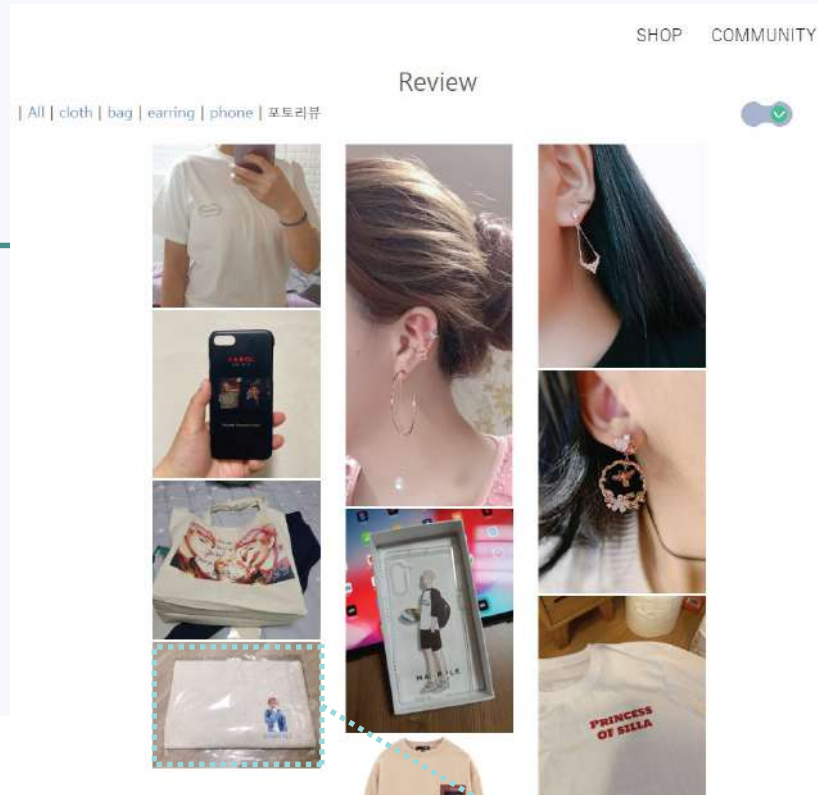 SHOP COMMUNITY
Review
| All | cloth | bag | earring | phone | 포토리뷰
PRINCESS
OF SILLA